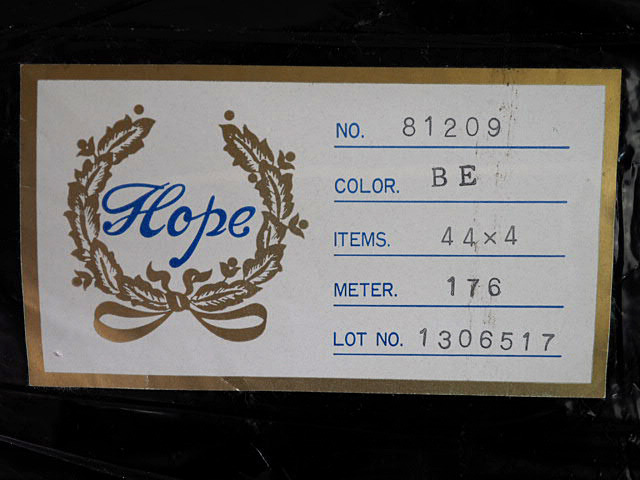 Hope
NO. 81209
COLOR. BE
ITEMS. 44×4
METER. 176
LOT NO. 1306517